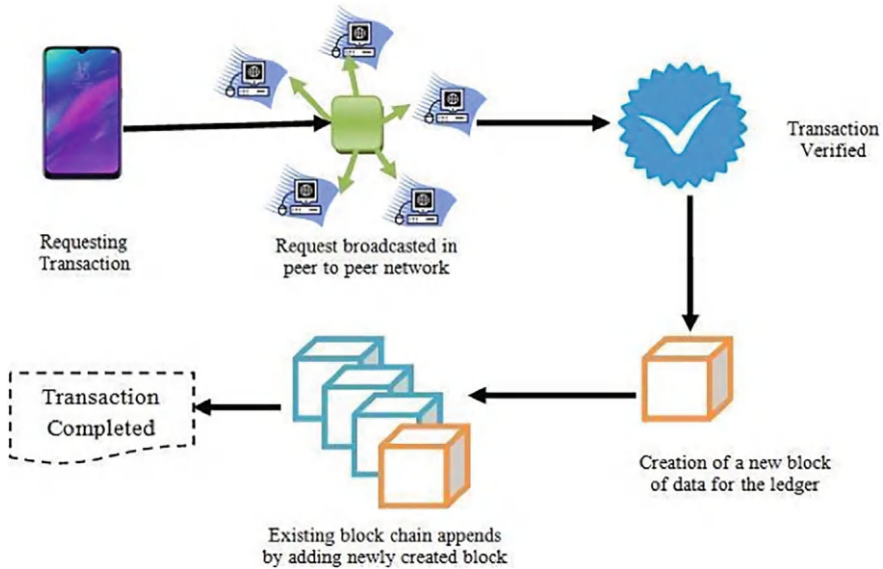 Requesting
Transaction
Request broadcasted in
peer to peer network
Transaction
Verified
Creation of a new block
of data for the ledger
Existing block chain appends
by adding newly created block
Transaction
Completed